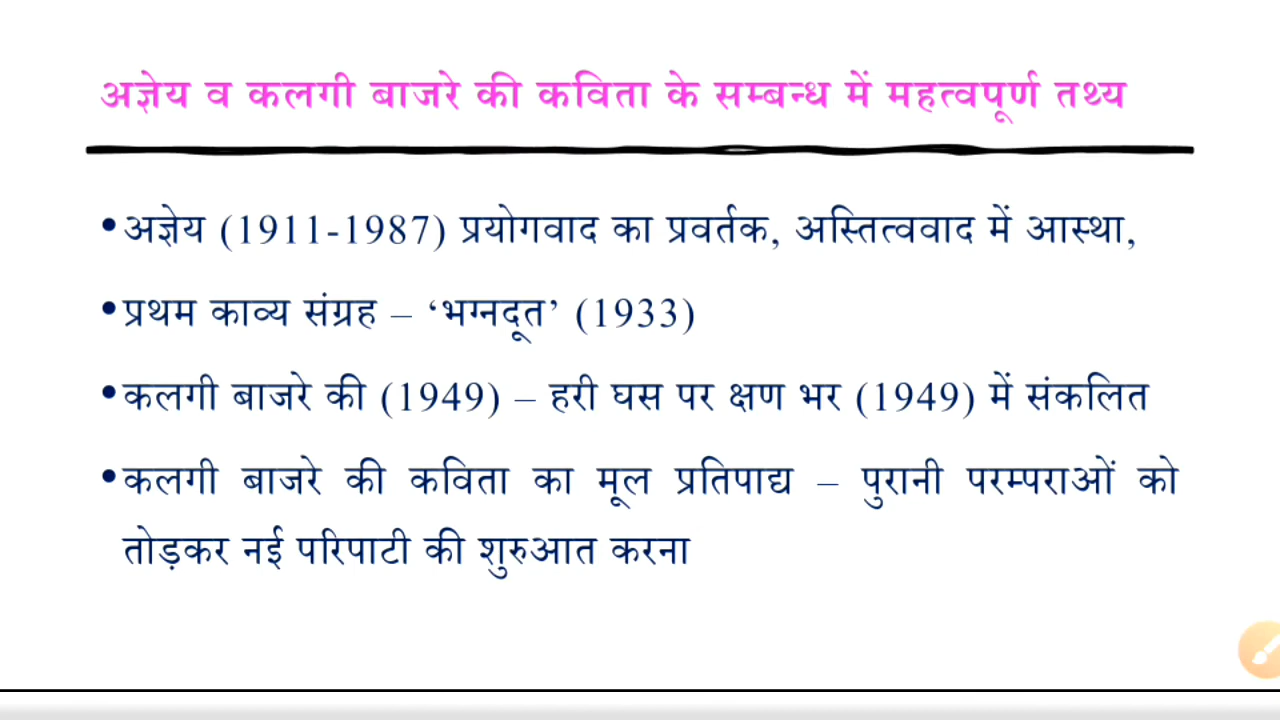 अज्ञेय व कलगी बाजरे की कविता के सम्बन्ध में महत्वपूर्ण तथ्य
•अज्ञेय (1911-1987) प्रयोगवाद का प्रवर्तक, अस्तित्ववाद में आस्था,
•प्रथम काव्य संग्रह – ‘भग्नदूत’ (1933)
•कलगी बाजरे की (1949) – हरी घस पर क्षण भर (1949) में संकलित
•कलगी बाजरे की कविता का मूल प्रतिपाद्य – पुरानी परम्पराओं को
तोड़कर नई परिपाटी की शुरुआत करना